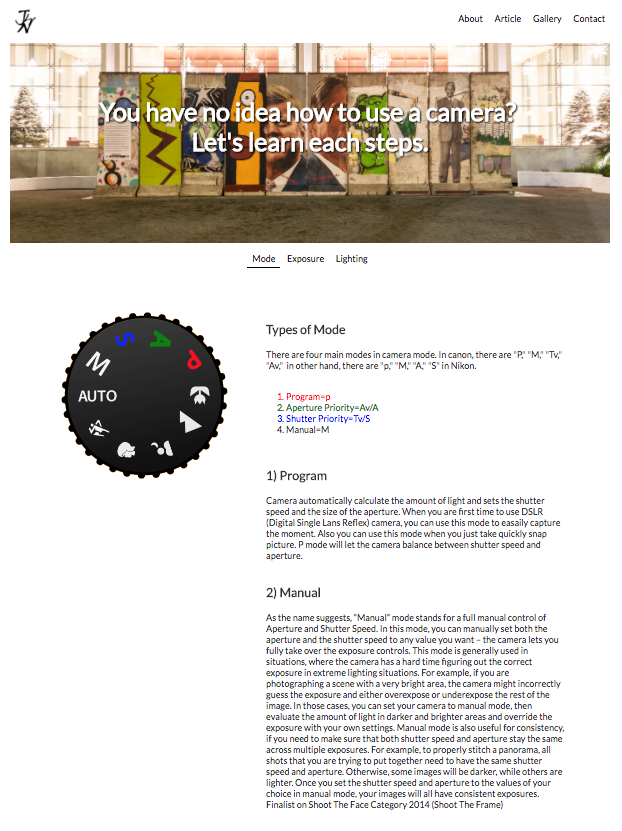 About Article Gallery Contact
You have no idea how to use a camera?
Let's learn each steps.
Mode Exposure Lighting
S A
M P
AUTO
Types of Mode
There are four main modes in camera mode. In canon, there are "P," "M," "Tv,"
"Av," in other hand, there are "p," "M," "A," "S" in Nikon.
1. Program=p
2. Aperture Priority=Av/A
3. Shutter Priority=Tv/S
4. Manual=M
1) Program
Camera automatically calculate the amount of light and sets the shutter
speed and the size of the aperture. When you are first time to use DSLR
(Digital Single Lans Reflex) camera, you can use this mode to easaily capture
the moment. Also you can use this mode when you just take quickly snap
picture. P mode will let the camera balance between shutter speed and
aperture.
2) Manual
As the name suggests, "Manual" mode stands for a full manual control of
Aperture and Shutter Speed. In this mode, you can manually set both the
aperture and the shutter speed to any value you want – the camera lets you
fully take over the exposure controls. This mode is generally used in
situations, where the camera has a hard time figuring out the correct
exposure in extreme lighting situations. For example, if you are
photographing a scene with a very bright area, the camera might incorrectly
guess the exposure and either overexpose or underexpose the rest of the
image. In those cases, you can set your camera to manual mode, then
evaluate the amount of light in darker and brighter areas and override the
exposure with your own settings. Manual mode is also useful for consistency,
if you need to make sure that both shutter speed and aperture stay the same
across multiple exposures. For example, to properly stitch a panorama, all
shots that you are trying to put together need to have the same shutter
speed and aperture. Otherwise, some images will be darker, while others are
lighter. Once you set the shutter speed and aperture to the values of your
choice in manual mode, your images will all have consistent exposures.
Finalist on Shoot The Face Category 2014 (Shoot The Frame)